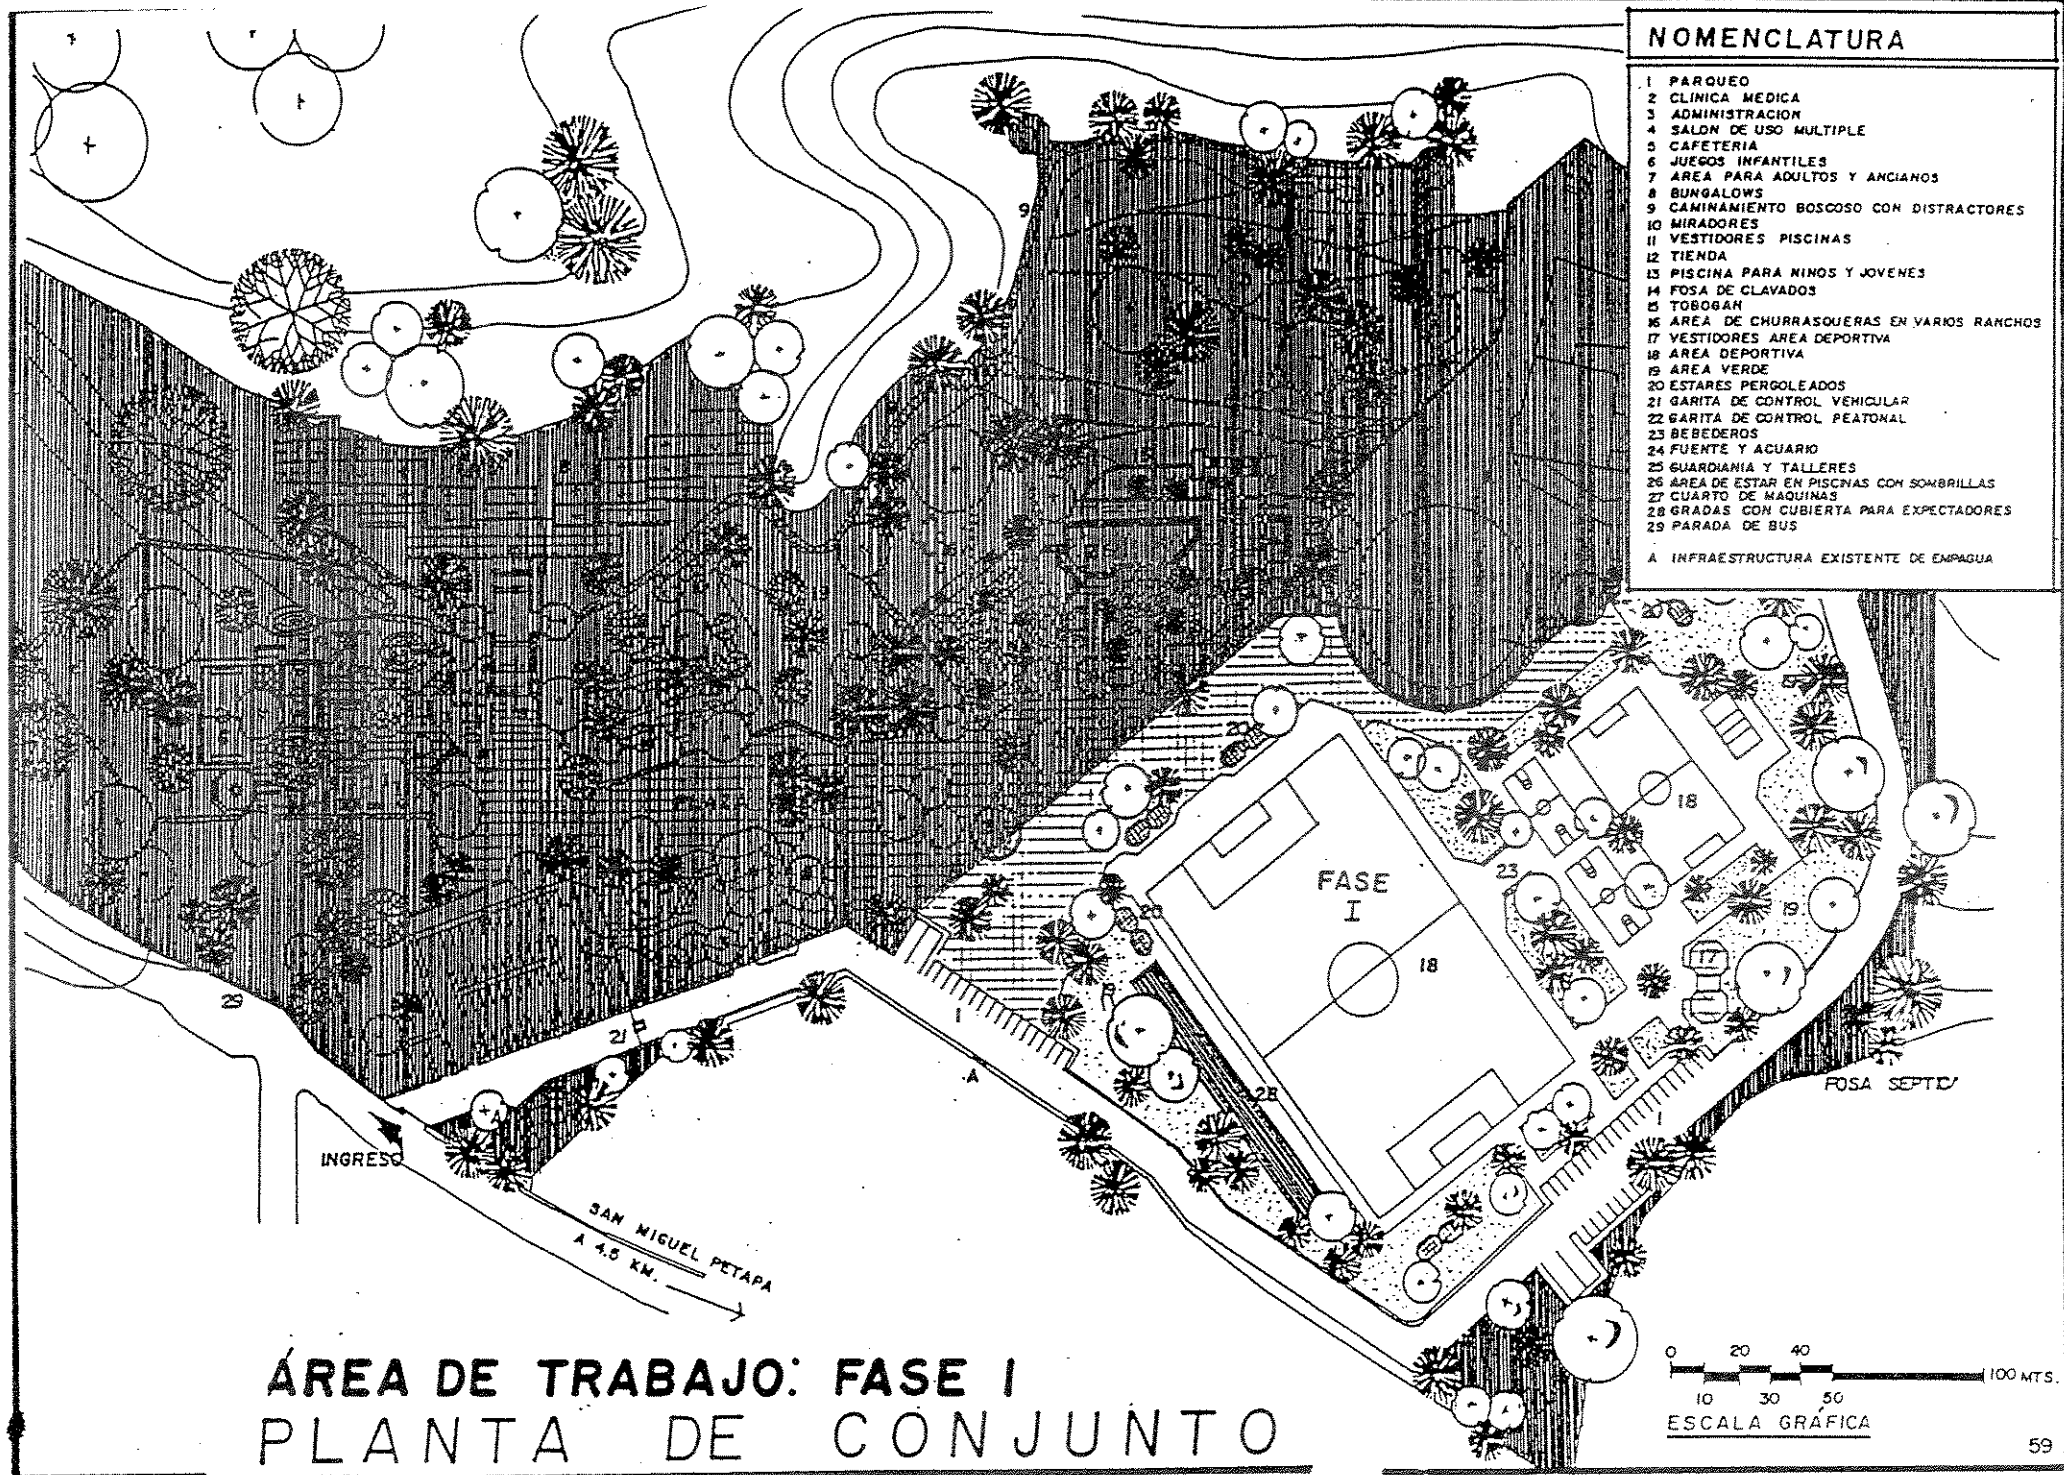 NOMENCLATURA
1 PARQUEO
2 CLINICA MEDICA
3 ADMINISTRACION
4 SALON DE USO MULTIPLE
5 CAFETERIA
6 JUEGOS INFANTILES
7 AREA PARA ADULTOS Y ANCIANOS
8 BUNGALOWS
9 CAMINAMIENTO BOSCOSO CON DISTRACTORES
10 MIRADORES
11 VESTIDORES PISCINAS
12 TIENDA
13 PISCINA PARA NINOS Y JOVENES
14 FOSA DE CLAVADOS
15 TOBOGAN
16 AREA DE CHURRASQUERAS EN VARIOS RANCHOS
17 VESTIDORES AREA DEPORTIVA
18 AREA DEPORTIVA
19 AREA VERDE
20 ESTARES PERGOLEADOS
21 GARITA DE CONTROL VEHICULAR
22 GARITA DE CONTROL PEATONAL
23 BEBEDEROS
24 FUENTE Y ACUARIO
25 GUARDIANIA Y TALLERES
26 AREA DE ESTAR EN PISCINAS CON SOMBRILLAS
27 CUARTO DE MAQUINAS
28 GRADAS CON CUBIERTA PARA EXPECTADORES
29 PARADA DE BUS
A INFRAESTRUCTURA EXISTENTE DE EMPAGUA
9
8
20
18
23
FASE
I
20
19
18
17
29
1
21
19
A
28
A
1
FOSA SEPTIC
INGRESO
SAN MIGUEL PETAPA
A 4.5 KM.
ÁREA DE TRABAJO: FASE I
PLANTA DE CONJUNTO
0 20 40 100 MTS.
10 30 50
ESCALA GRÁFICA
59